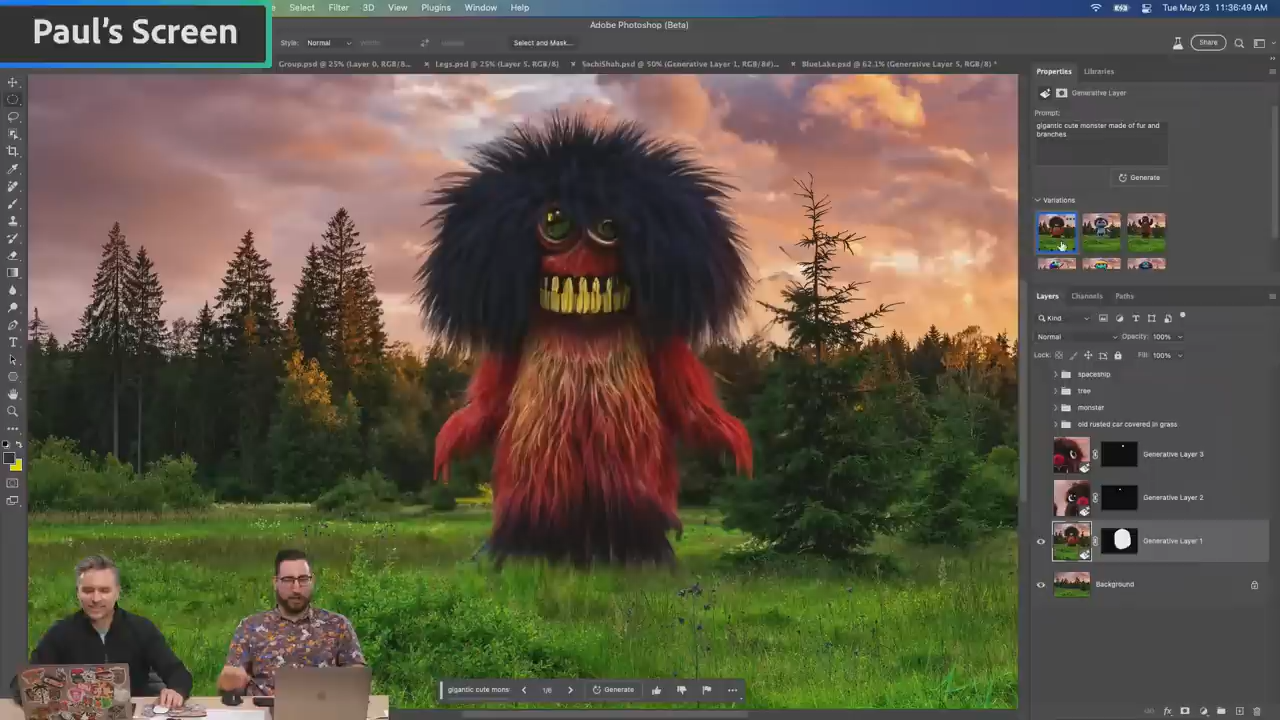 Paul's Screen
Select Filter 3D View Plugins Window Help
Tue May 23 11:36:49 AM
Adobe Photoshop (Beta)
Style: Normal
Select and Mask...
Share
Group.psd @ 25% (Layer 0, RGB/8...
Legs.psd @ 25% (Layer 5, RGB/8)
SochiShah.psd @ 50% (Generative Layer 1, RGB/8#)...
BlueLake.psd @ 62.1% (Generative Layer 5, RGB/8) *
Properties Libraries
Generative Layer
Prompt:
gigantic cute monster made of fur and
branches
Generate
Variations
Layers Channels Paths
Kind
Normal Opacity: 100%
Lock: Fill: 100%
spaceship
tree
monster
old rusted car covered in grass
Generative Layer 3
Generative Layer 2
Generative Layer 1
Background
gigantic cute mons
1/6
Generate